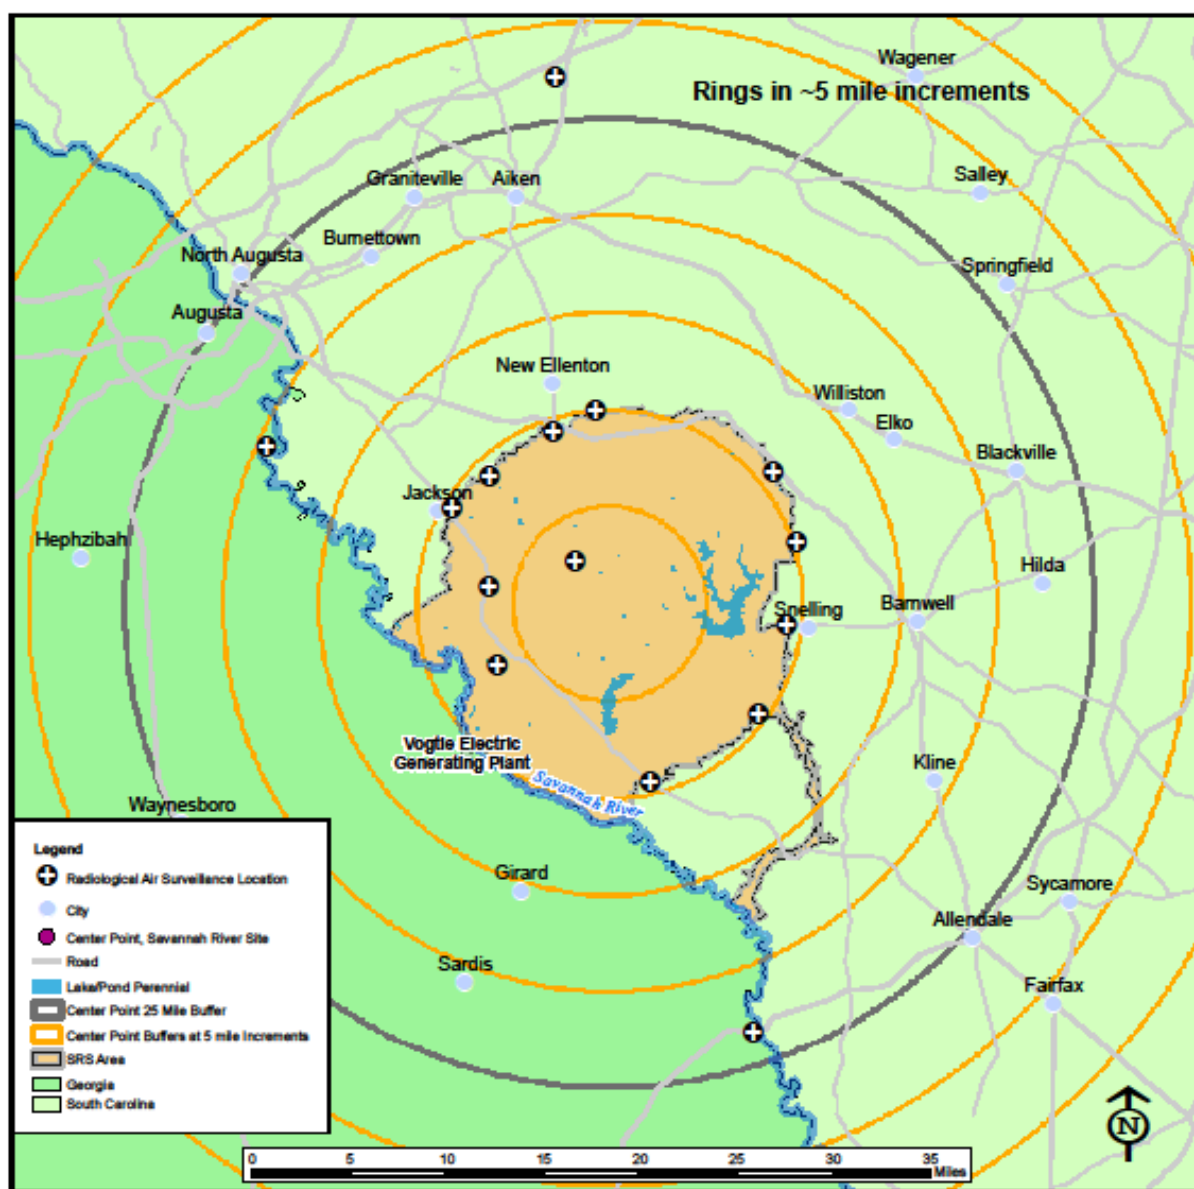 Wagener
Rings in ~5 mile increments
Graniteville
Aiken
Salley
Burnettown
North Augusta
Springfield
Augusta
New Ellenton
Williston
Elko
Blackville
Jackson
Hephzibah
Hilda
Snelling
Barnwell
Vogtle Electric
Generating Plant
Savannah River
Kline
Waynesboro
Girard
Sycamore
Allendale
Sardis
Fairfax
Legend
Radiological Air Surveillance Location
City
Center Point, Savannah River Site
Road
Lake/Pond Perennial
Center Point 25 Mile Buffer
Center Point Buffers at 5 mile Increments
SRS Area
Georgia
South Carolina
N
0 5 10 15 20 25 30 35
Miles